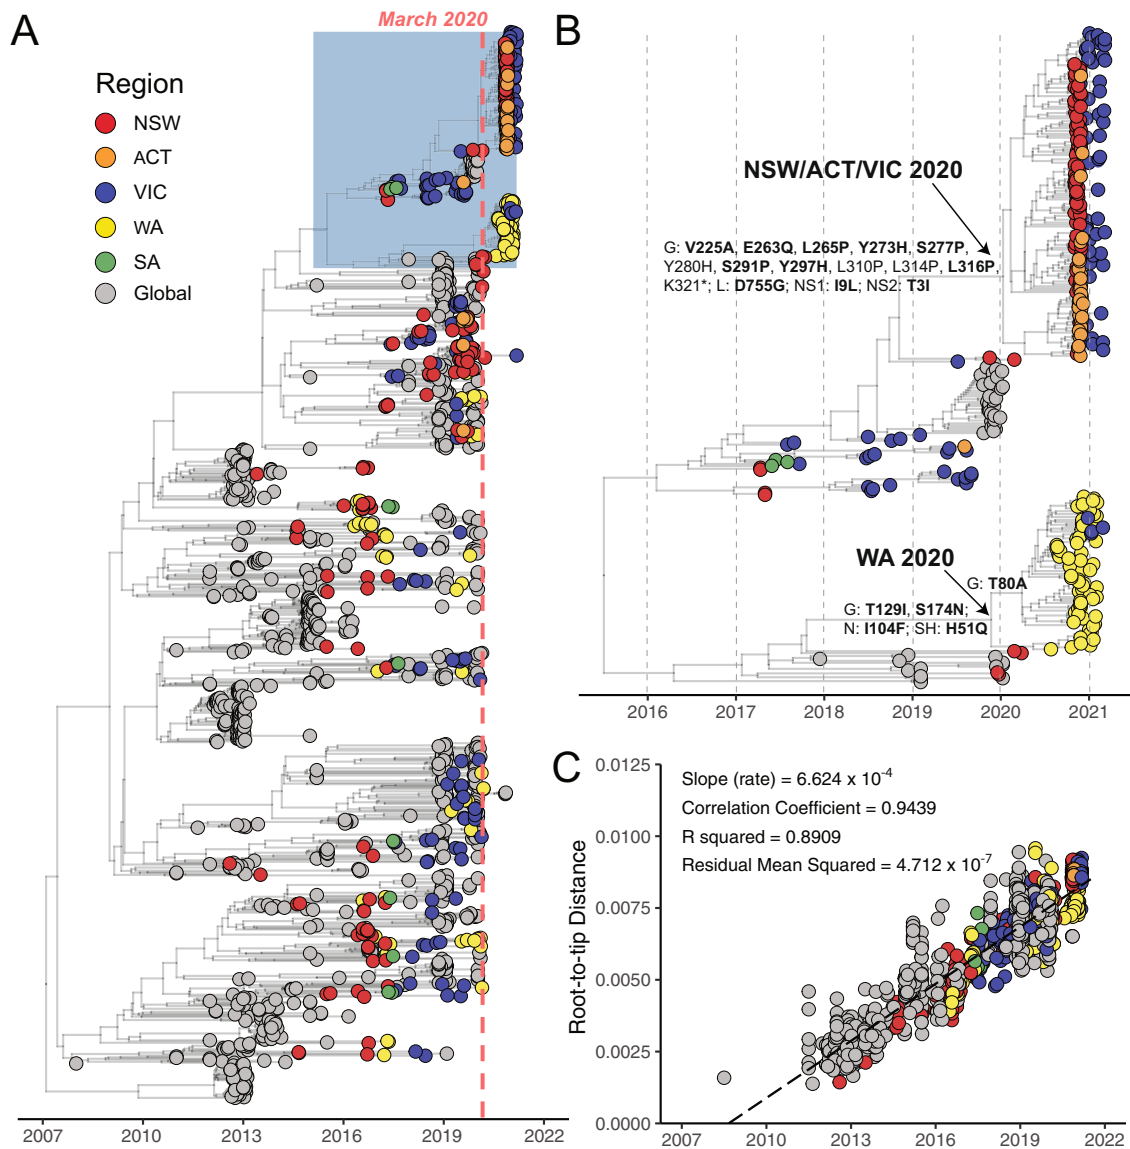 A
March 2020
Region
NSW
ACT
VIC
WA
SA
Global
2007
2010
2013
2016
2019
2022
B
NSW/ACT/VIC 2020
G: V225A, E263Q, L265P, Y273H, S277P,
Y280H, S291P, Y297H, L310P, L314P, L316P,
K321*; L: D755G; NS1: I9L; NS2: T3I
WA 2020
G: T80A
G: T129I, S174N;
N: I104F; SH: H51Q
2016
2017
2018
2019
2020
2021
C
Root-to-tip Distance
0.0125
0.0100
0.0075
0.0050
0.0025
0.0000
Slope (rate) = 6.624 x 10⁻⁴
Correlation Coefficient = 0.9439
R squared = 0.8909
Residual Mean Squared = 4.712 x 10⁻⁷
2007
2010
2013
2016
2019
2022